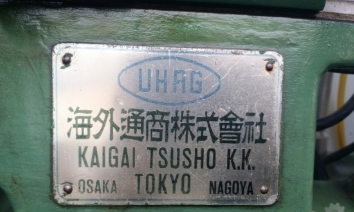 UHAG
海外通商株式會社
KAIGAI TSUSHO K.K.
OSAKA TOKYO NAGOYA